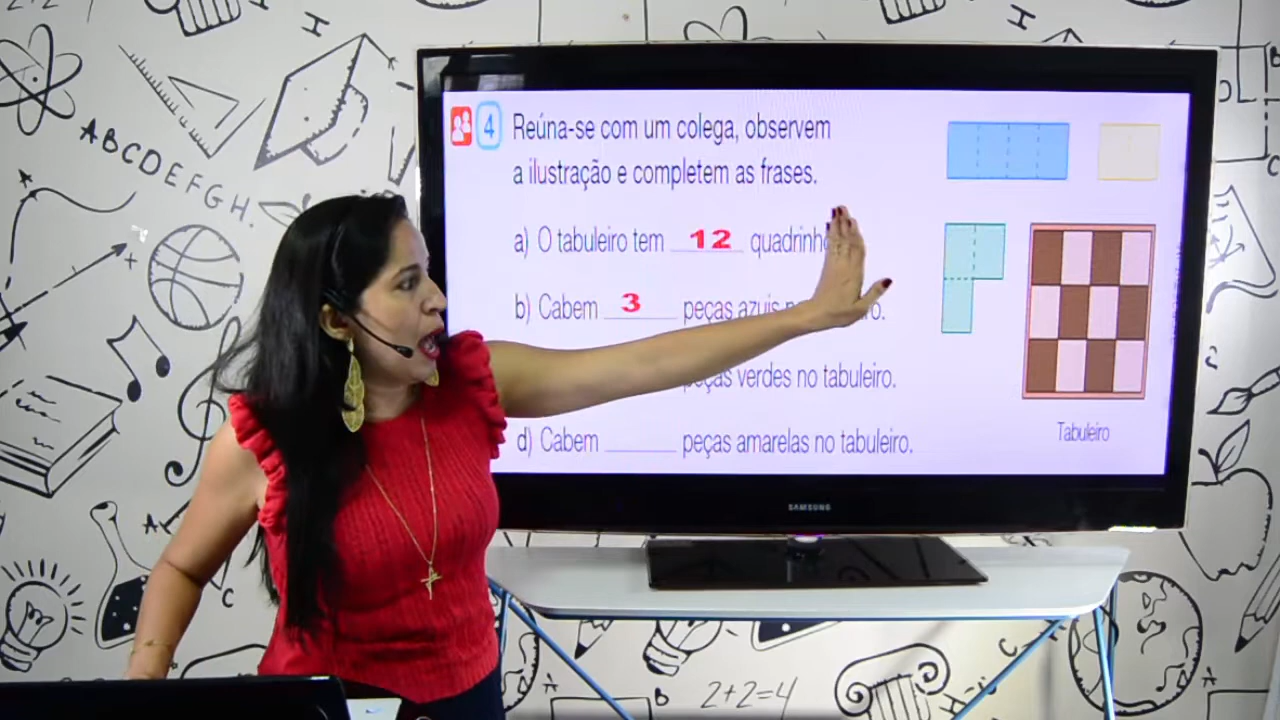 4 Reúna-se com um colega, observem
a ilustração e completem as frases.
a) O tabuleiro tem 12
b) Cabem 3 peças azuis
peças verdes no tabuleiro.
d) Cabem ______ peças amarelas no tabuleiro.
Tabuleiro
SAMSUNG
ABCDEFGH
H
A
C
A
B
2+2=4